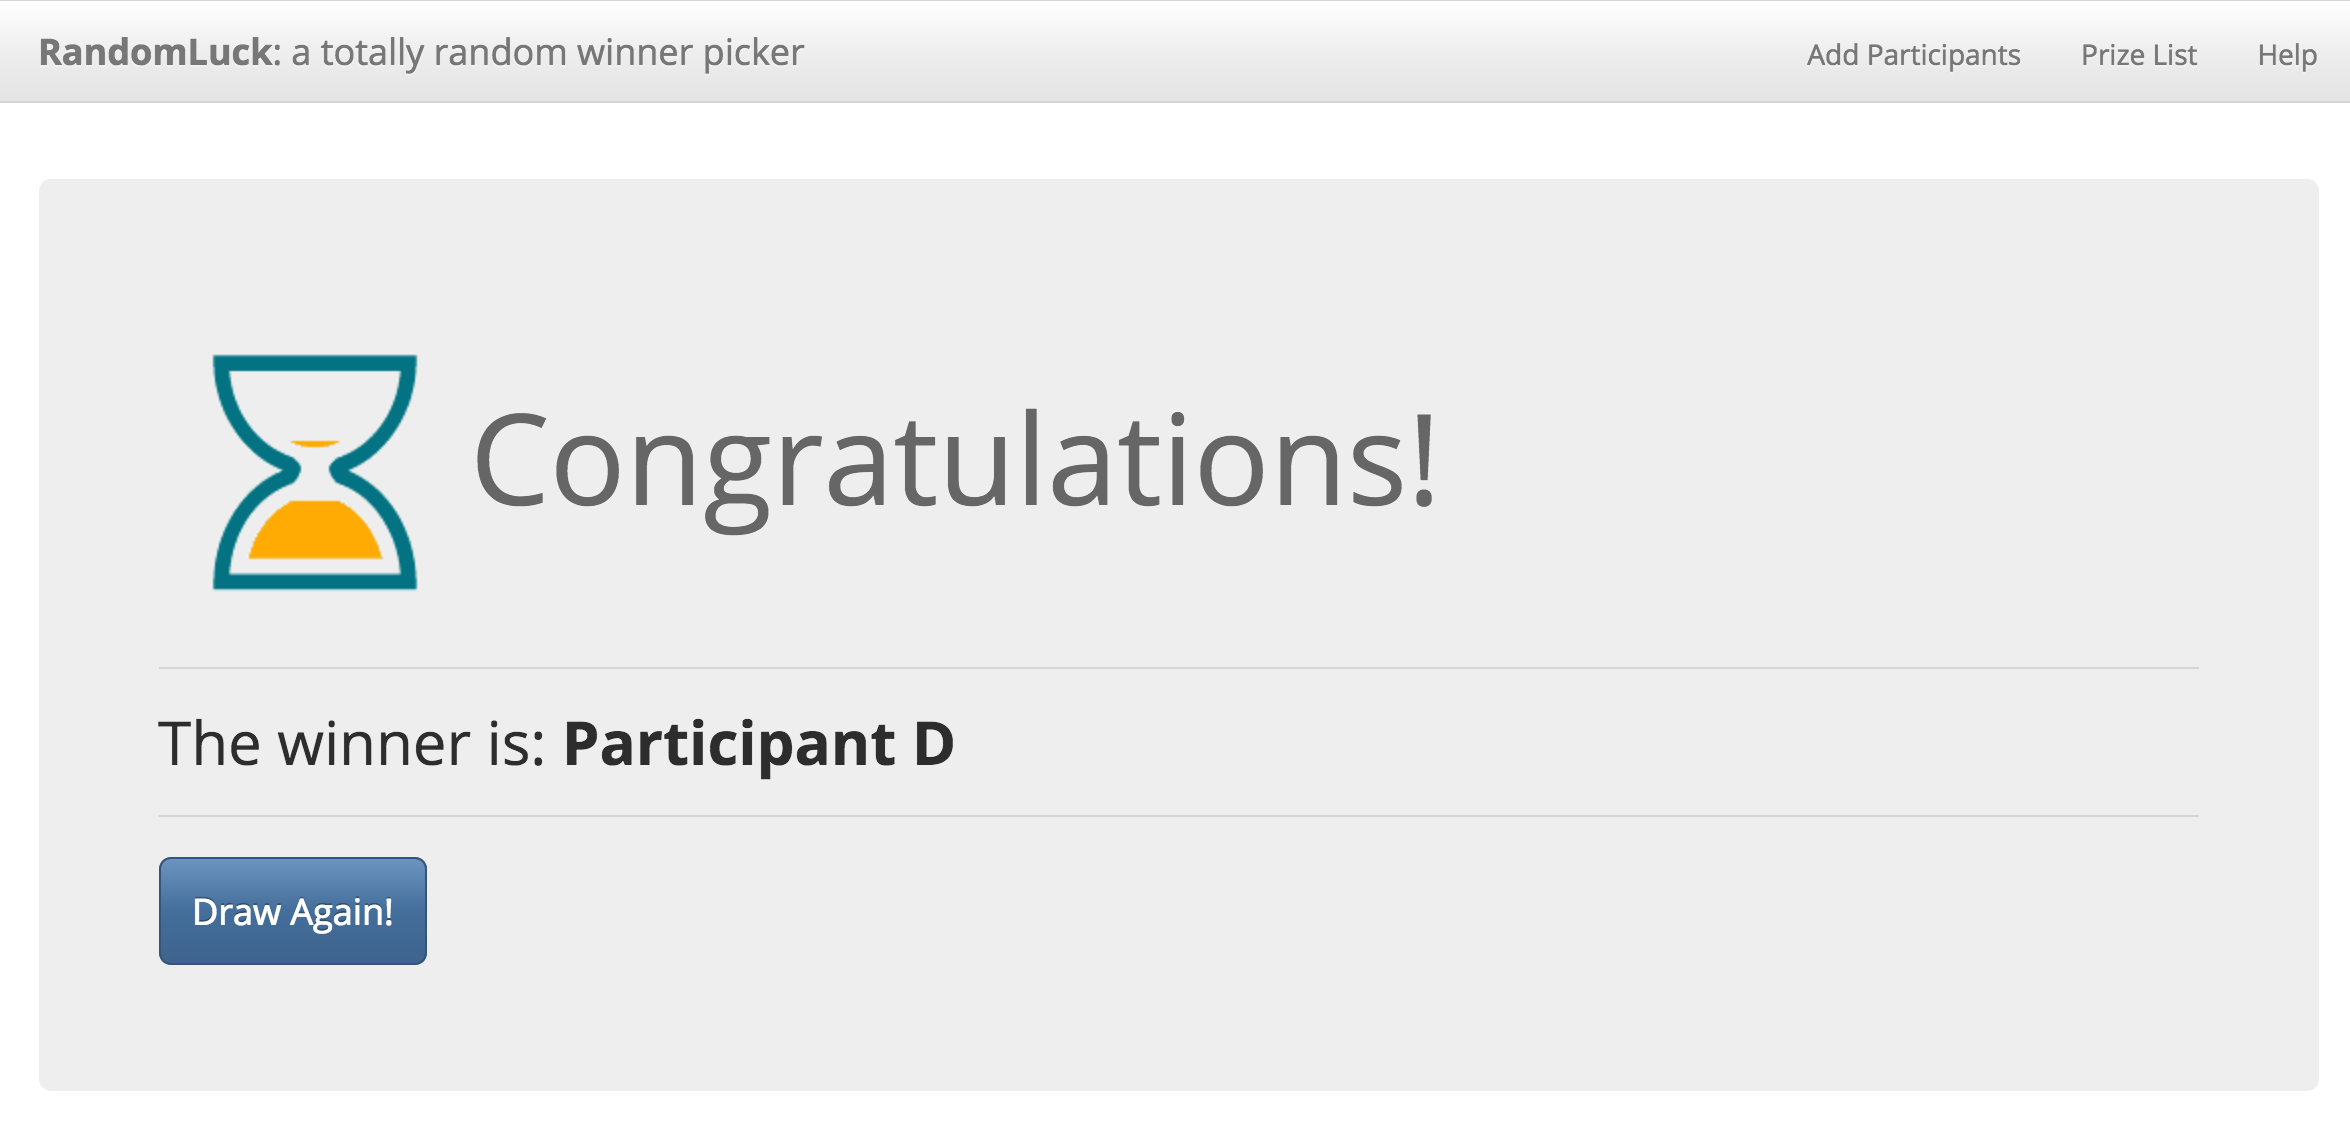 RandomLuck: a totally random winner picker
Add Participants
Prize List
Help
Congratulations!
The winner is: Participant D
Draw Again!